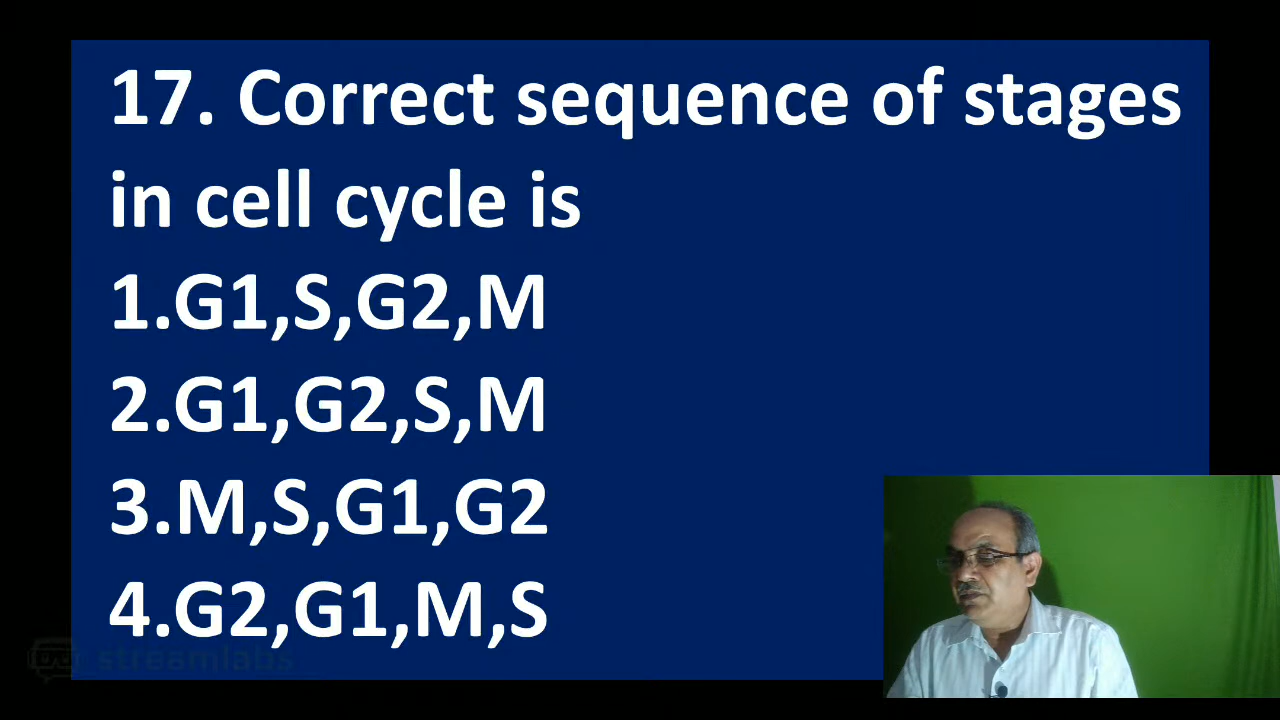 17. Correct sequence of stages
in cell cycle is
1.G1,S,G2,M
2.G1,G2,S,M
3.M,S,G1,G2
4.G2,G1,M,S
streamlabs